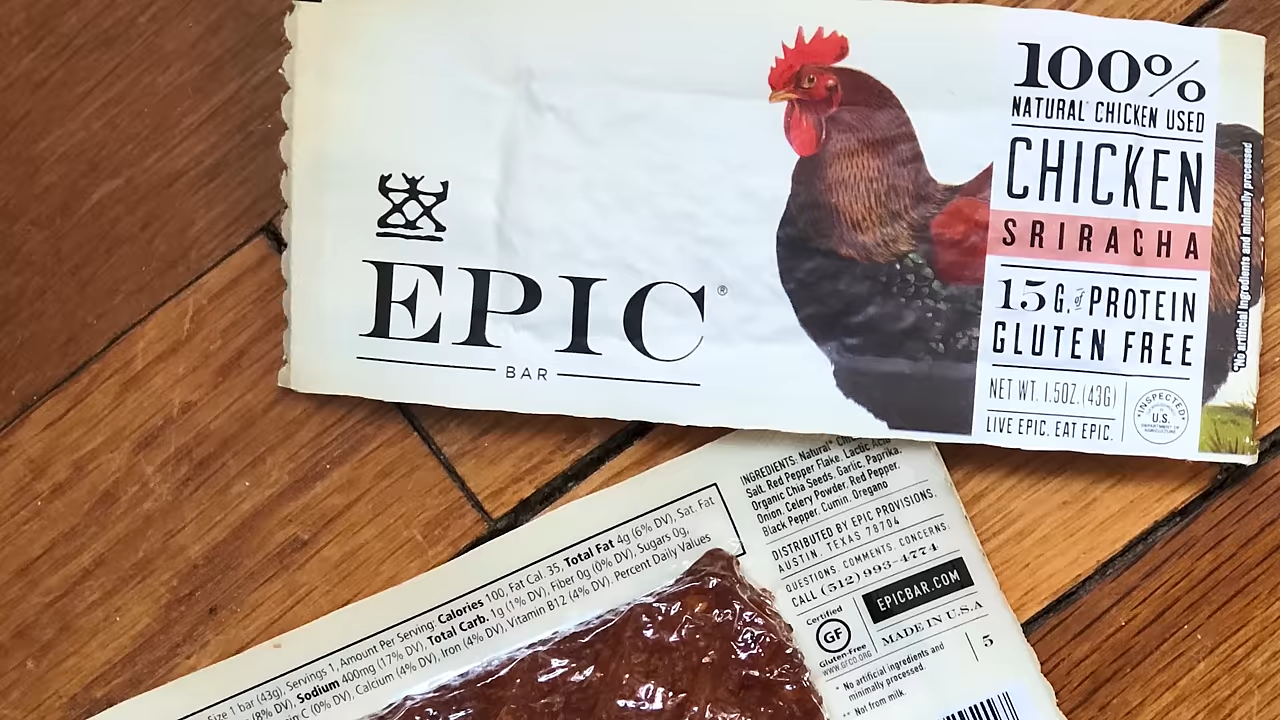 EPIC®
BAR
100%
NATURAL* CHICKEN USED
CHICKEN
SRIRACHA
15G. of PROTEIN
GLUTEN FREE
NET WT. 1.5OZ. (43G)
LIVE EPIC. EAT EPIC.
INSPECTED
U.S.
DEPARTMENT OF
AGRICULTURE
*No artificial ingredients and minimally processed
Size 1 bar (43g), Servings 1, Amount Per Serving: Calories 100, Fat Cal. 35, Total Fat 4g (6% DV), Sat. Fat
(8% DV), Sodium 400mg (17% DV), Total Carb. 1g (1% DV), Fiber 0g (0% DV), Sugars 0g,
C (0% DV), Calcium (4% DV), Iron (4% DV), Vitamin B12 (4% DV). Percent Daily Values
INGREDIENTS: Natural*
Salt, Red Pepper Flake, Lactic Acid
Organic Chia Seeds, Garlic, Paprika,
Onion, Celery Powder, Red Pepper,
Black Pepper, Cumin, Oregano
DISTRIBUTED BY EPIC PROVISIONS,
AUSTIN, TEXAS 78704
QUESTIONS, COMMENTS, CONCERNS,
CALL (512) 993-4774
Certified
GF
Gluten-Free
WWW.GFCO.ORG
EPICBAR.COM
MADE IN U.S.A
5
* No artificial ingredients and
minimally processed.
** Not from milk.